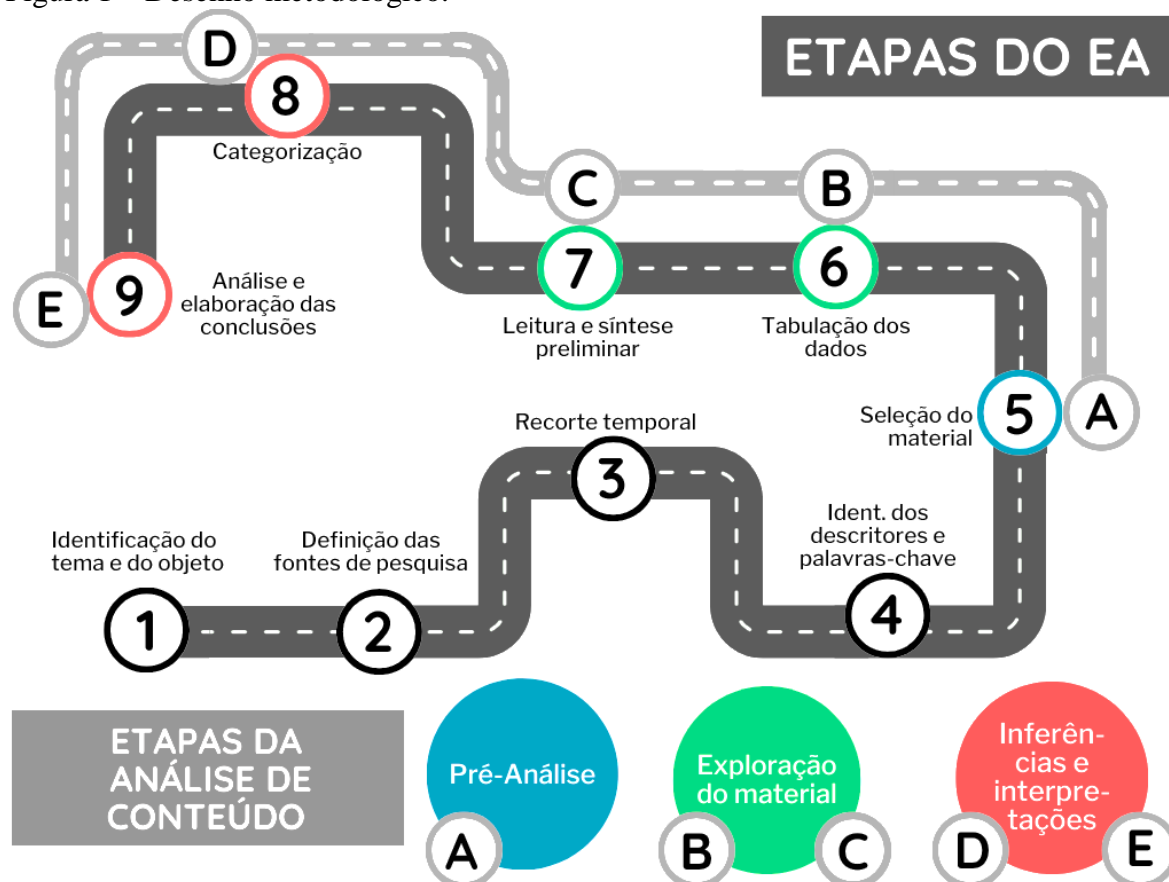 Figura 1 – Desenho metodológico.
ETAPAS DO EA
D
8
Categorização
C
B
7
6
Leitura e síntese
preliminar
Tabulação dos
dados
E
9
Análise e
elaboração das
conclusões
5
A
Seleção do
material
Recorte temporal
3
Identificação do
tema e do objeto
Definição das
fontes de pesquisa
Ident. dos
descritores e
palavras-chave
1
2
4
ETAPAS DA
ANÁLISE DE
CONTEÚDO
Pré-Análise
A
Exploração
do material
B
C
Inferên-
cias e
interpre-
tações
D
E